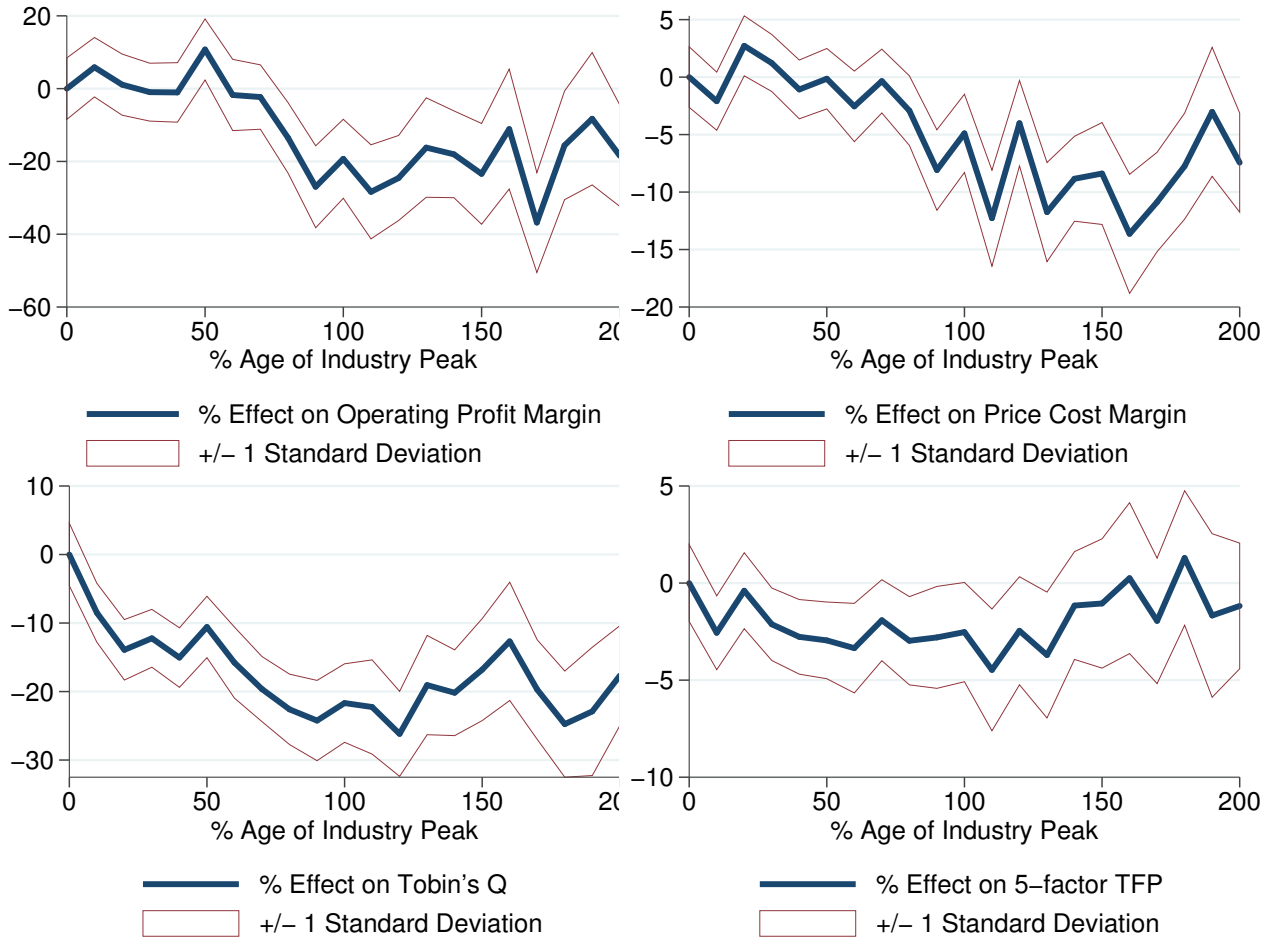 20
0
−20
−40
−60
0 50 100 150 20
% Age of Industry Peak
% Effect on Operating Profit Margin
+/− 1 Standard Deviation
5
0
−5
−10
−15
−20
0 50 100 150 200
% Age of Industry Peak
% Effect on Price Cost Margin
+/− 1 Standard Deviation
10
0
−10
−20
−30
0 50 100 150 20
% Age of Industry Peak
% Effect on Tobin's Q
+/− 1 Standard Deviation
5
0
−5
−10
0 50 100 150 200
% Age of Industry Peak
% Effect on 5−factor TFP
+/− 1 Standard Deviation